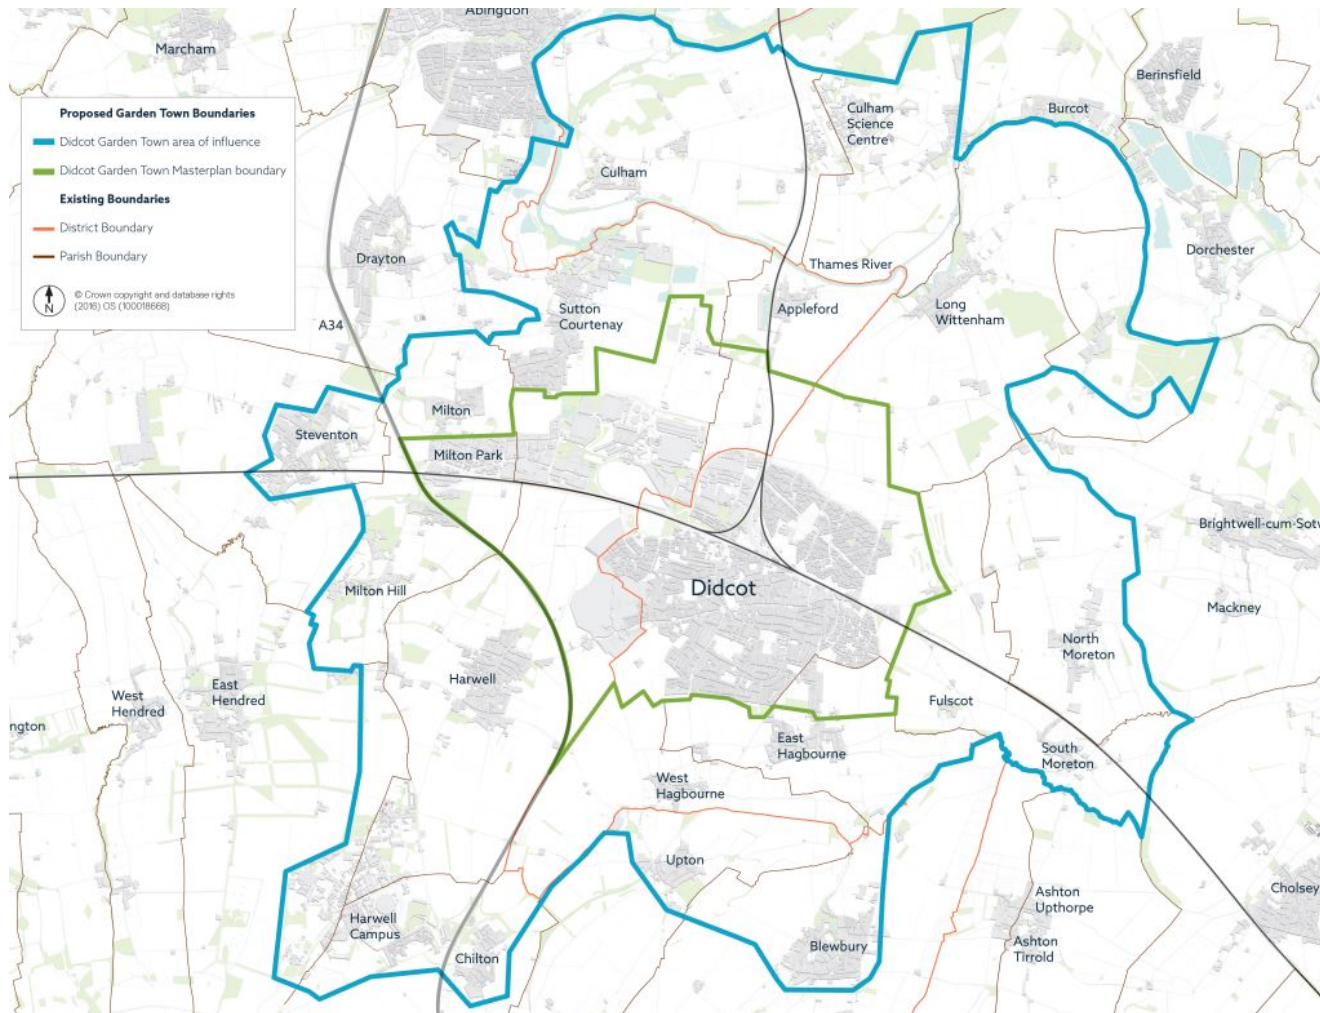 Abingdon
Marcham
Berinsfield
Proposed Garden Town Boundaries
Didcot Garden Town area of influence
Didcot Garden Town Masterplan boundary
Existing Boundaries
District Boundary
Parish Boundary
N
© Crown copyright and database rights
(2016) OS (100018668)
Culham
Science
Centre
Burcot
Culham
Drayton
Dorchester
Thames River
A34
Sutton
Courtenay
Appleford
Long
Wittenham
Milton
Steventon
Milton Park
Brightwell-cum-Sotw
Didcot
Milton Hill
Mackney
North
Moreton
Harwell
East
Hendred
West
Hendred
ngton
Fulscot
East
Hagbourne
South
Moreton
West
Hagbourne
Upton
Cholsey
Ashton
Upthorpe
Harwell
Campus
Blewbury
Ashton
Tirrold
Chilton